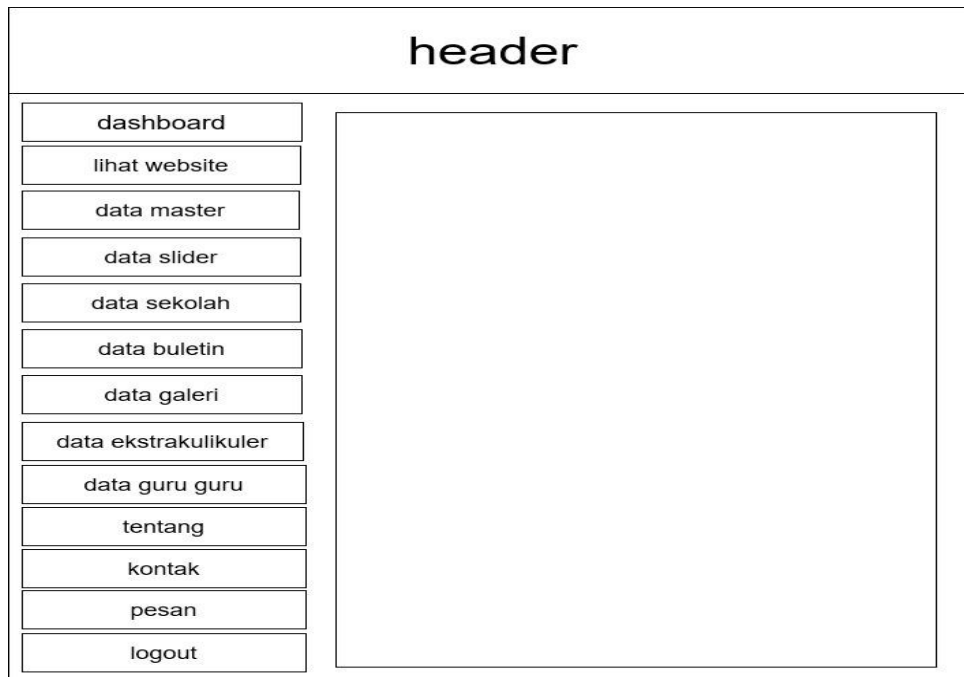 header
dashboard
lihat website
data master
data slider
data sekolah
data buletin
data galeri
data ekstrakulikuler
data guru guru
tentang
kontak
pesan
logout